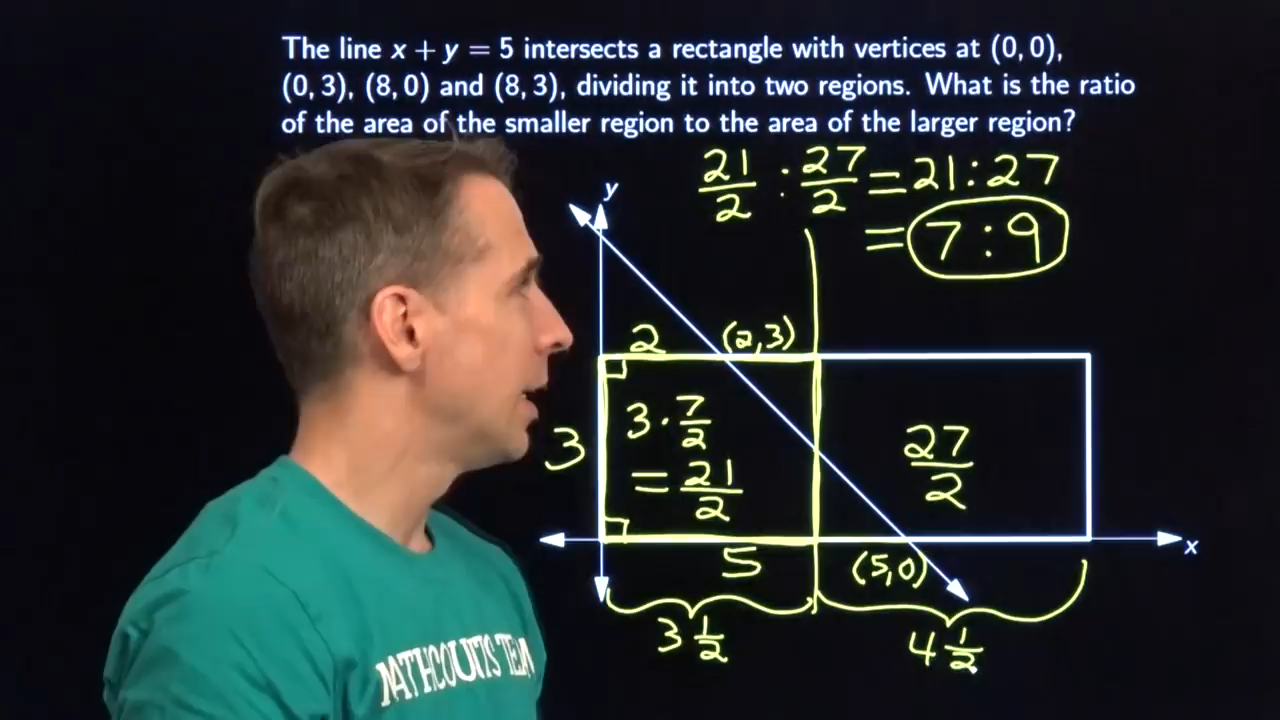 The line x + y = 5 intersects a rectangle with vertices at (0, 0),
(0, 3), (8, 0) and (8, 3), dividing it into two regions. What is the ratio
of the area of the smaller region to the area of the larger region?
21/2 : 27/2 = 21 : 27
= 7 : 9
y
2 (2,3)
3 · 7/2
3
= 21/2
27/2
x
5 (5,0)
3 1/2 4 1/2
MATHCOUNTS